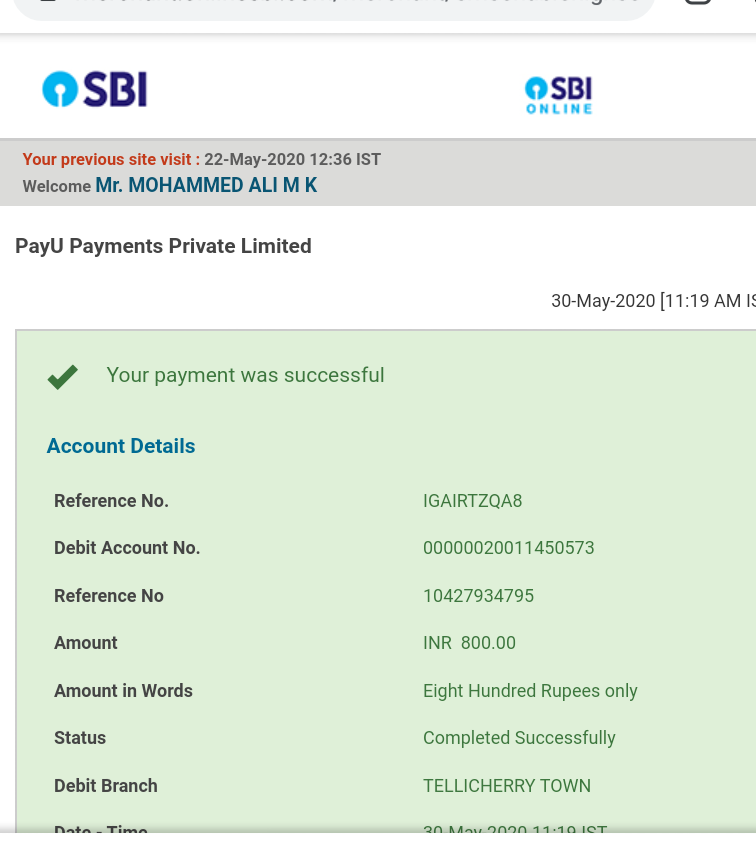 SBI
SBI
ONLINE
Your previous site visit : 22-May-2020 12:36 IST
Welcome Mr. MOHAMMED ALI M K
PayU Payments Private Limited
30-May-2020 [11:19 AM
Your payment was successful
Account Details
Reference No. IGAIRTZQA8
Debit Account No. 00000020011450573
Reference No 10427934795
Amount INR 800.00
Amount in Words Eight Hundred Rupees only
Status Completed Successfully
Debit Branch TELLICHERRY TOWN
Date - Time 30-May-2020 11:19 IST